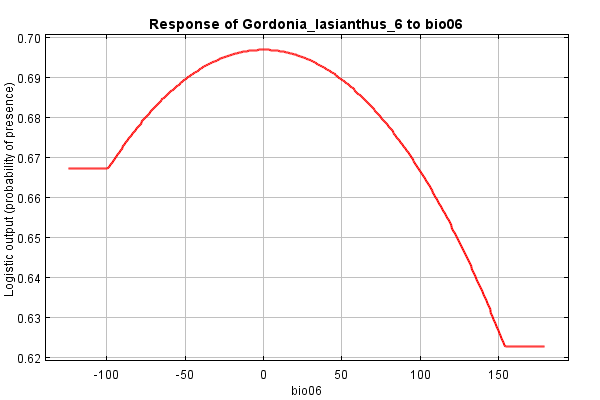 Response of Gordonia_lasianthus_6 to bio06
Logistic output (probability of presence)
0.70
0.69
0.68
0.67
0.66
0.65
0.64
0.63
0.62
-100 -50 0 50 100 150
bio06